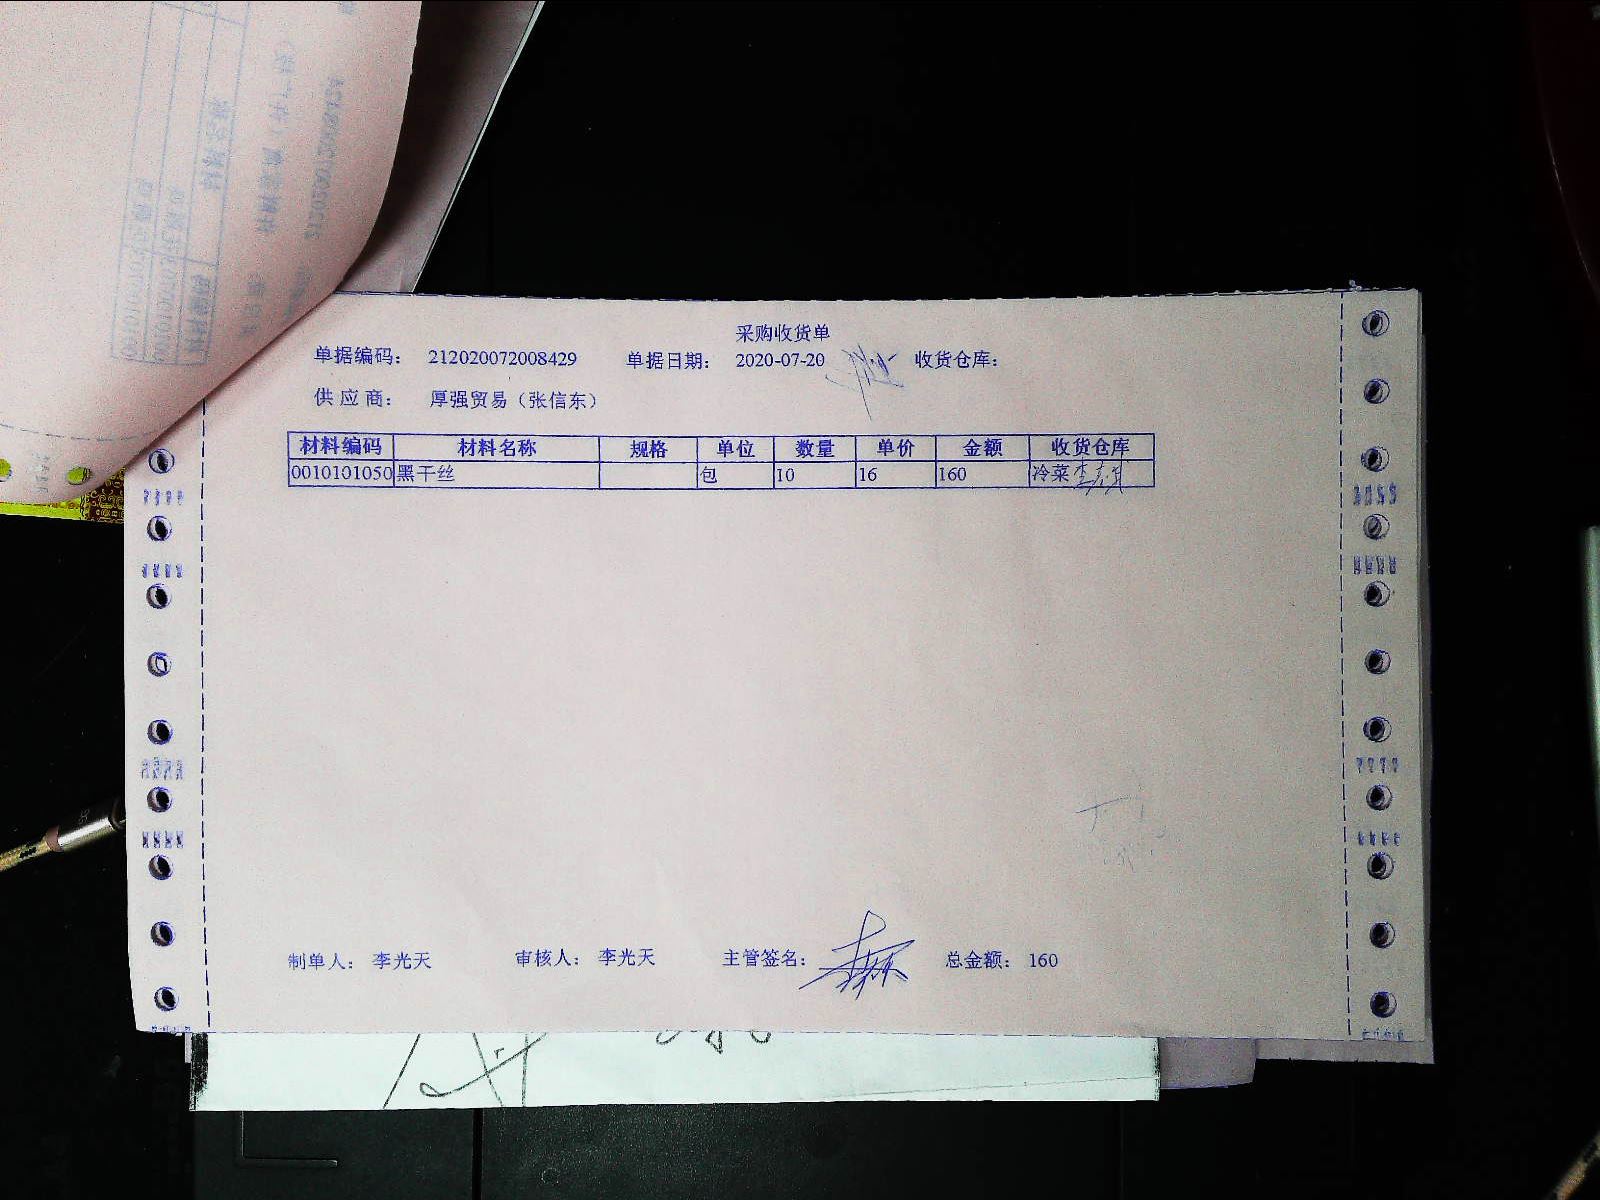 采购收货单
单据编码： 212020072008429 单据日期： 2020-07-20 收货仓库：
供应商： 厚强贸易（张信东）
材料编码 材料名称 规格 单位 数量 单价 金额 收货仓库
0010101050 黑干丝 包 10 16 160 冷菜
制单人： 李光天 审核人： 李光天 主管签名： 总金额： 160